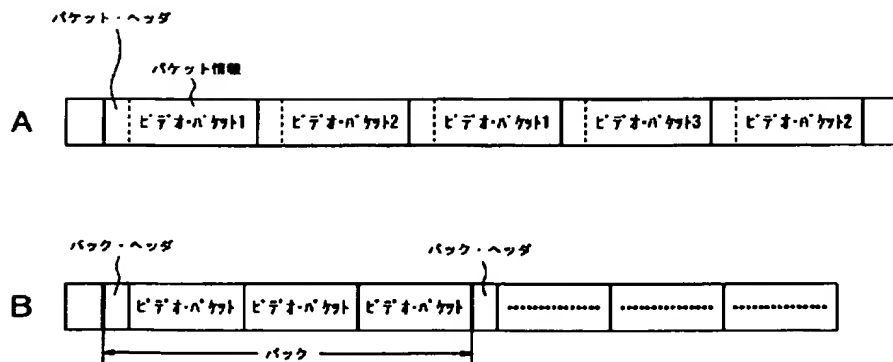 パケット・ヘッダ
パケット情報
A
ビデオ・パケット1 ビデオ・パケット2 ビデオ・パケット1 ビデオ・パケット3 ビデオ・パケット2
パック・ヘッダ パック・ヘッダ
B
ビデオ・パケット ビデオ・パケット ビデオ・パケット
パック